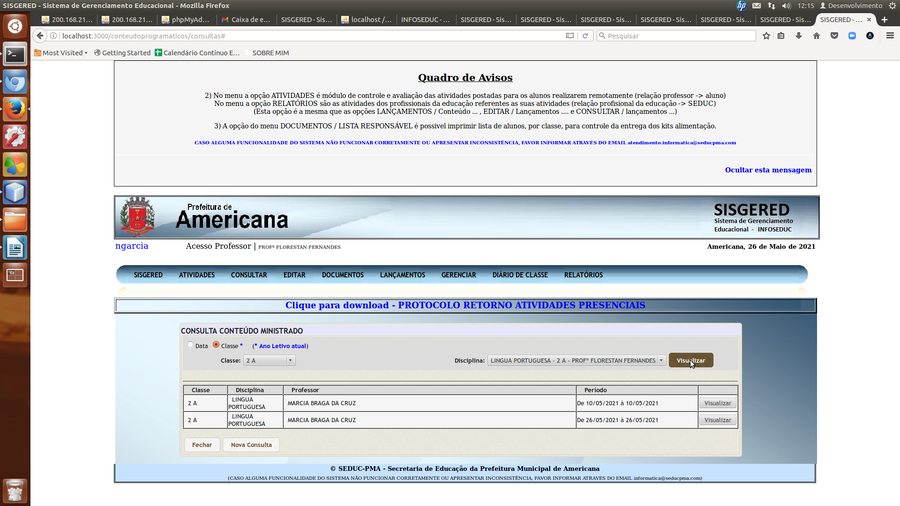 SISGERED - Sistema de Gerenciamento Educacional - Mozilla Firefox
12:15 Desenvolvimento
200.168.21...
200.168.21...
phpMyAd...
Caixa de e...
SISGERED - Sis...
localhost /...
INFOSEDUC - ...
SISGERED - Sis...
SISGERED - Sis...
SISGERED - Sis...
SISGERED - Sis...
SISGERED - Sis...
SISGERED - Sis...
localhost:3000/conteudoprogramaticos/consultas#
Pesquisar
Most Visited
Getting Started
Calendário Contínuo E...
SOBRE MIM
Quadro de Avisos
2) No menu a opção ATIVIDADES é módulo de controle e avaliação das atividades postadas para os alunos realizarem remotamente (relação professor -> aluno)
No menu a opção RELATÓRIOS são as atividades dos profissionais da educação referentes as suas atividades (relação profisional da educação -> SEDUC)
(Esta opção é a mesma que as opções LANÇAMENTOS / Conteúdo ... , EDITAR / Lançamentos .... e CONSULTAR / lançamentos ...)
3) A opção do menu DOCUMENTOS / LISTA RESPONSÁVEL é possivel imprimir lista de alunos, por classe, para controle da entrega dos kits alimentação.
CASO ALGUMA FUNCIONALIDADE DO SISTEMA NÃO FUNCIONAR CORRETAMENTE OU APRESENTAR INCONSISTÊNCIA, FAVOR INFORMAR ATRAVÉS DO EMAIL atendimento.informatica@seducpma.com
Ocultar esta mensagem
Prefeitura de
Americana
SISGERED
Sistema de Gerenciamento
Educacional - INFOSEDUC
ngarcia
Acesso Professor | PROFº FLORESTAN FERNANDES
Americana, 26 de Maio de 2021
SISGERED ATIVIDADES CONSULTAR EDITAR DOCUMENTOS LANÇAMENTOS GERENCIAR DIÁRIO DE CLASSE RELATÓRIOS
Clique para download - PROTOCOLO RETORNO ATIVIDADES PRESENCIAIS
CONSULTA CONTEÚDO MINISTRADO
Data Classe * (* Ano Letivo atual)
Classe: 2 A Disciplina: LINGUA PORTUGUESA - 2 A - PROFº FLORESTAN FERNANDES Visualizar
Classe Disciplina Professor Período
2 A LINGUA PORTUGUESA MARCIA BRAGA DA CRUZ De 10/05/2021 à 10/05/2021 Visualizar
2 A LINGUA PORTUGUESA MARCIA BRAGA DA CRUZ De 26/05/2021 à 26/05/2021 Visualizar
Fechar Nova Consulta
© SEDUC-PMA - Secretaria de Educação da Prefeitura Municipal de Americana
(CASO ALGUMA FUNCIONALIDADE DO SISTEMA NÃO FUNCIONAR CORRETAMENTE OU APRESENTAR INCONSISTÊNCIA, FAVOR INFORMAR ATRAVÉS DO EMAIL informatica@seducpma.com)